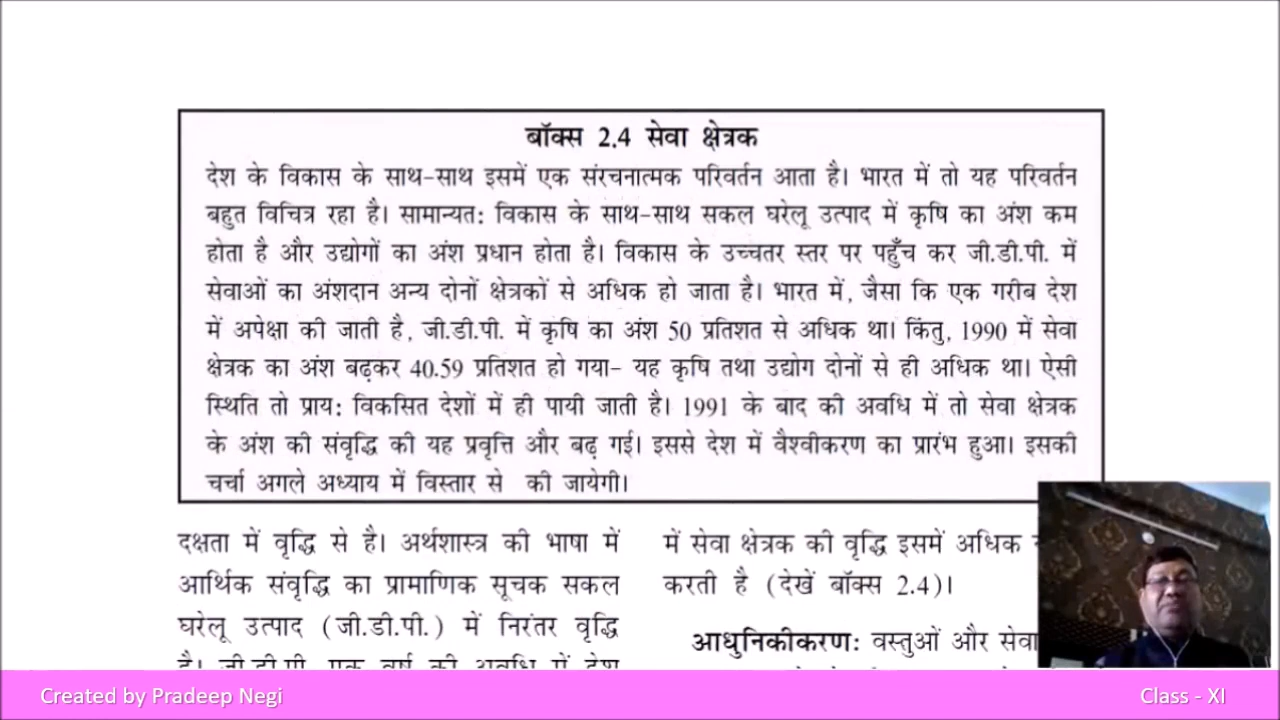 बॉक्स 2.4 सेवा क्षेत्रक
देश के विकास के साथ-साथ इसमें एक संरचनात्मक परिवर्तन आता है। भारत में तो यह परिवर्तन
बहुत विचित्र रहा है। सामान्यत: विकास के साथ-साथ सकल घरेलू उत्पाद में कृषि का अंश कम
होता है और उद्योगों का अंश प्रधान होता है। विकास के उच्चतर स्तर पर पहुँच कर जी.डी.पी. में
सेवाओं का अंशदान अन्य दोनों क्षेत्रकों से अधिक हो जाता है। भारत में, जैसा कि एक गरीब देश
में अपेक्षा की जाती है, जी.डी.पी. में कृषि का अंश 50 प्रतिशत से अधिक था। किंतु, 1990 में सेवा
क्षेत्रक का अंश बढ़कर 40.59 प्रतिशत हो गया- यह कृषि तथा उद्योग दोनों से ही अधिक था। ऐसी
स्थिति तो प्राय: विकसित देशों में ही पायी जाती है। 1991 के बाद की अवधि में तो सेवा क्षेत्रक
के अंश की संवृद्धि की यह प्रवृत्ति और बढ़ गई। इससे देश में वैश्वीकरण का प्रारंभ हुआ। इसकी
चर्चा अगले अध्याय में विस्तार से की जायेगी।
दक्षता में वृद्धि से है। अर्थशास्त्र की भाषा में
आर्थिक संवृद्धि का प्रामाणिक सूचक सकल
घरेलू उत्पाद (जी.डी.पी.) में निरंतर वृद्धि
है। जी.डी.पी. एक वर्ष की अवधि में देश
में सेवा क्षेत्रक की वृद्धि इसमें अधिक
करती है (देखें बॉक्स 2.4)।
आधुनिकीकरण: वस्तुओं और सेवा
Created by Pradeep Negi
Class - XI